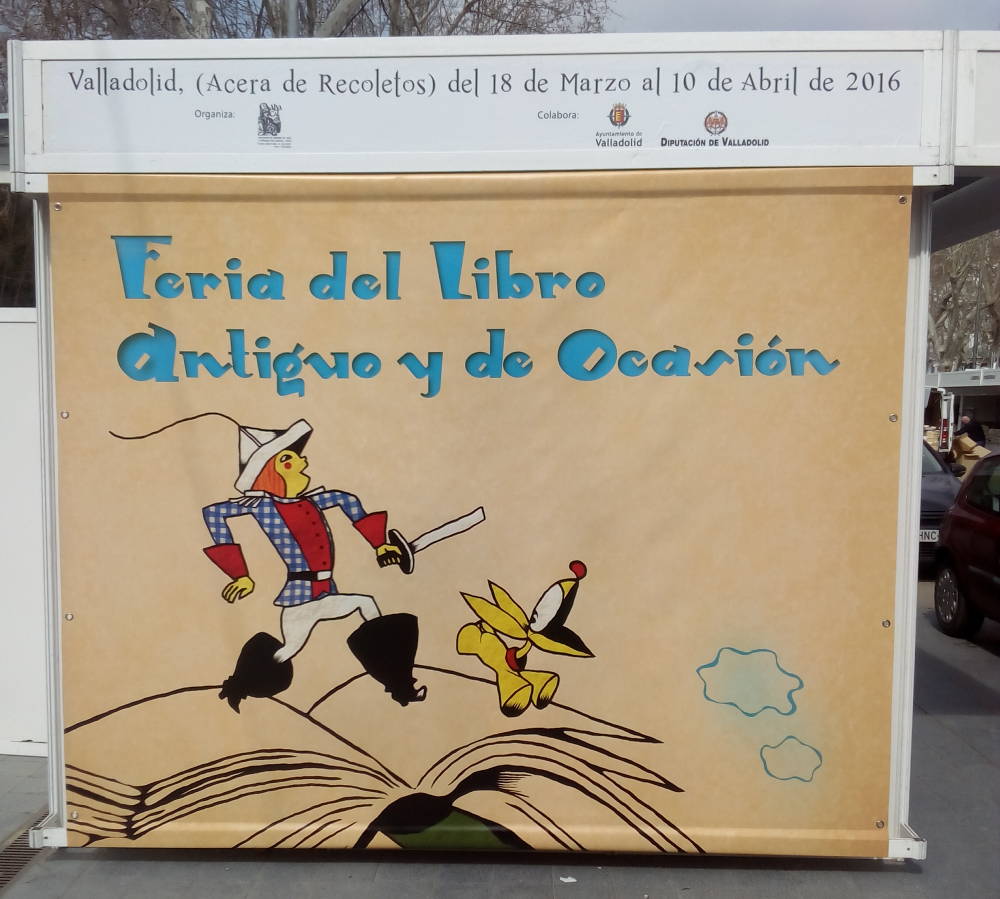 Valladolid, (Acera de Recoletos) del 18 de Marzo al 10 de Abril de 2016
Organiza:
Colabora:
Ayuntamiento de
Valladolid
DIPUTACIÓN DE VALLADOLID
Feria del Libro
Antiguo y de Ocasión
HNC